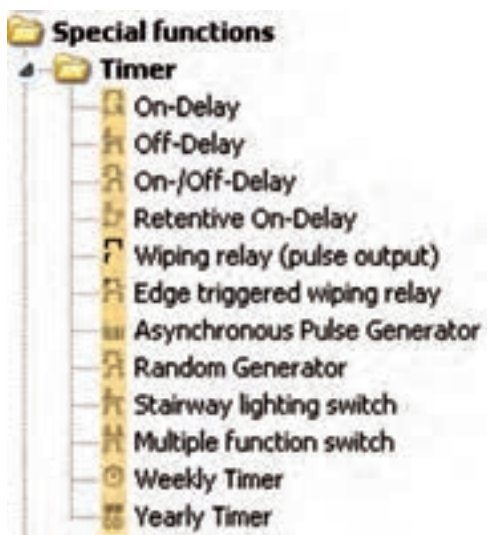 Special functions
Timer
On-Delay
Off-Delay
On-/Off-Delay
Retentive On-Delay
Wiping relay (pulse output)
Edge triggered wiping relay
Asynchronous Pulse Generator
Random Generator
Stairway lighting switch
Multiple function switch
Weekly Timer
Yearly Timer